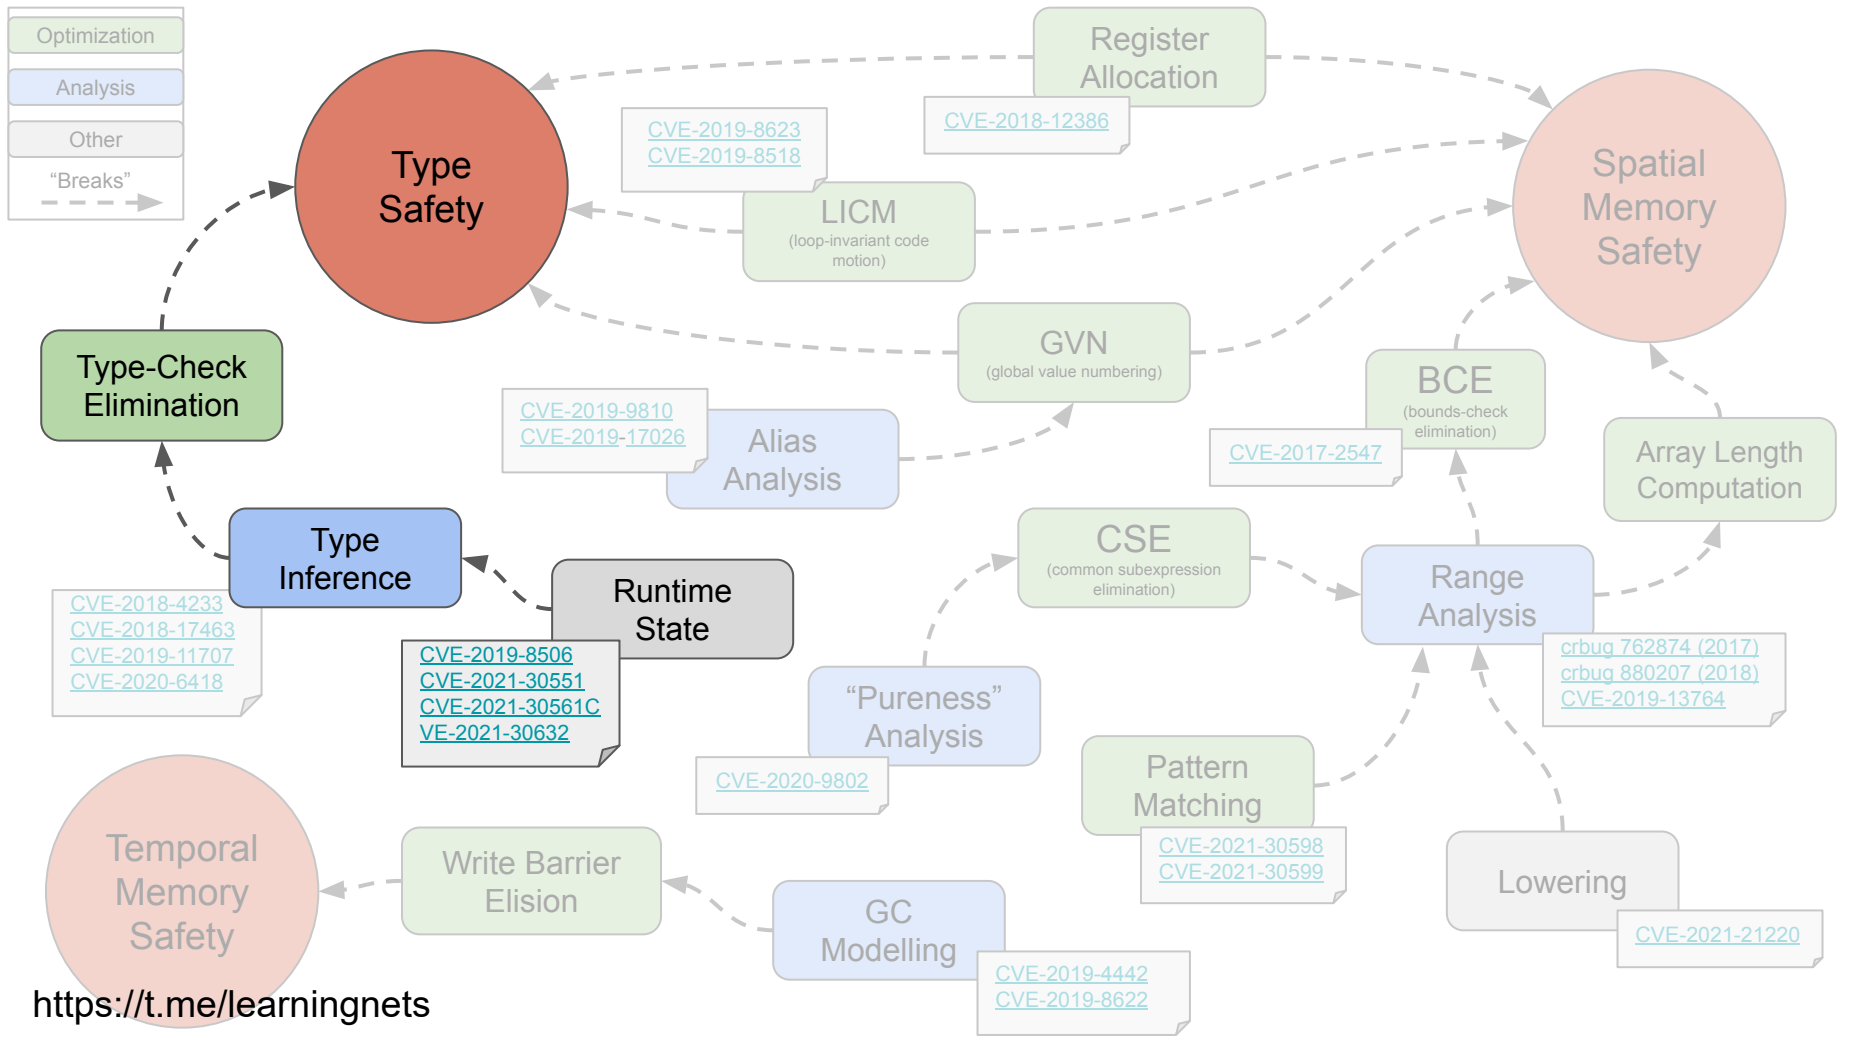 Optimization
Analysis
Other
“Breaks”
Type
Safety
Register
Allocation
CVE-2018-12386
CVE-2019-8623
CVE-2019-8518
LICM
(loop-invariant code
motion)
Spatial
Memory
Safety
GVN
(global value numbering)
Type-Check
Elimination
BCE
(bounds-check
elimination)
CVE-2017-2547
CVE-2019-9810
CVE-2019-17026
Alias
Analysis
Array Length
Computation
Type
Inference
CVE-2018-4233
CVE-2018-17463
CVE-2019-11707
CVE-2020-6418
Runtime
State
CVE-2019-8506
CVE-2021-30551
CVE-2021-30561C
VE-2021-30632
CSE
(common subexpression
elimination)
Range
Analysis
crbug 762874 (2017)
crbug 880207 (2018)
CVE-2019-13764
“Pureness”
Analysis
CVE-2020-9802
Pattern
Matching
CVE-2021-30598
CVE-2021-30599
Lowering
CVE-2021-21220
Temporal
Memory
Safety
Write Barrier
Elision
GC
Modelling
CVE-2019-4442
CVE-2019-8622
https://t.me/learningnets